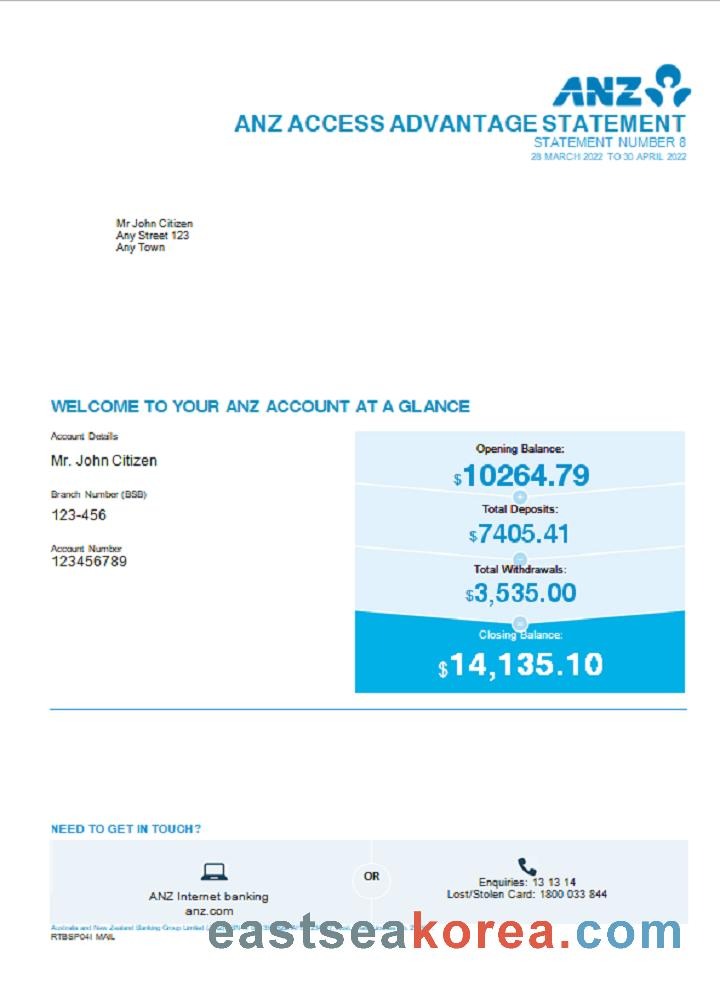 ANZ
ANZ ACCESS ADVANTAGE STATEMENT
STATEMENT NUMBER 8
28 MARCH 2022 TO 30 APRIL 2022
Mr John Citizen
Any Street 123
Any Town
WELCOME TO YOUR ANZ ACCOUNT AT A GLANCE
Account Details
Mr. John Citizen
Branch Number (BSB)
123-456
Account Number
123456789
Opening Balance:
$10264.79
+
Total Deposits:
$7405.41
-
Total Withdrawals:
$3,535.00
=
Closing Balance:
$14,135.10
NEED TO GET IN TOUCH?
ANZ Internet banking
anz.com
OR
Enquiries: 13 13 14
Lost/Stolen Card: 1800 033 844
Australia and New Zealand Banking Group Limited
RTBSP041 MAIL
eastseakorea.com